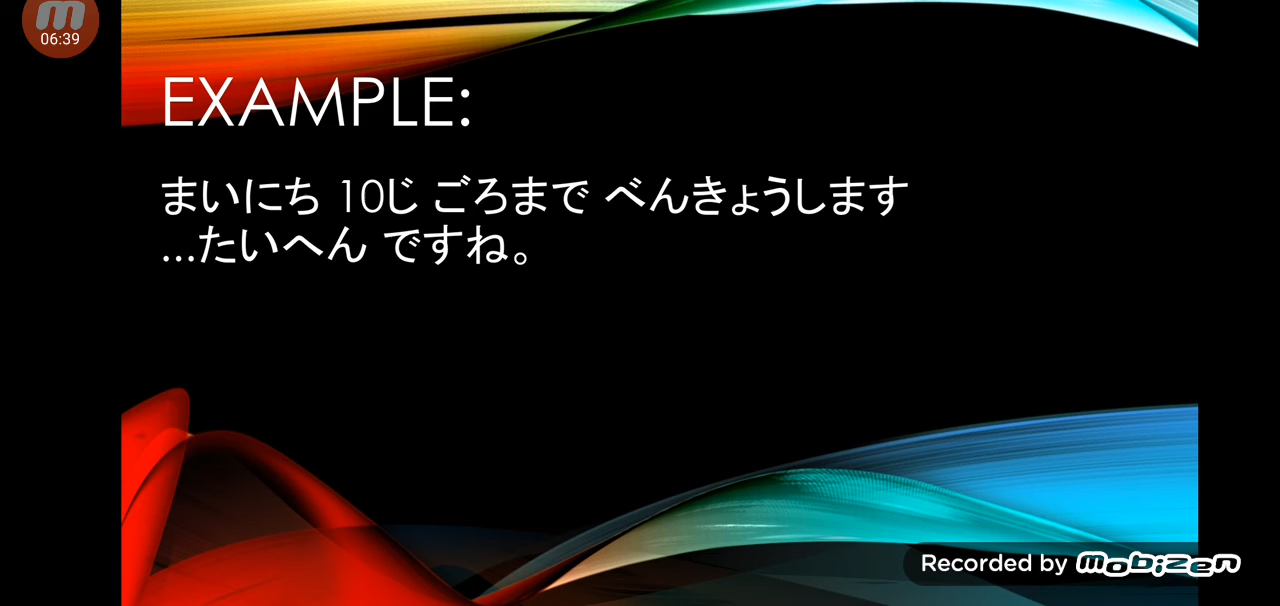 06:39
EXAMPLE:
まいにち 10じ ごろまで べんきょうします
...たいへん ですね。
Recorded by mobizen